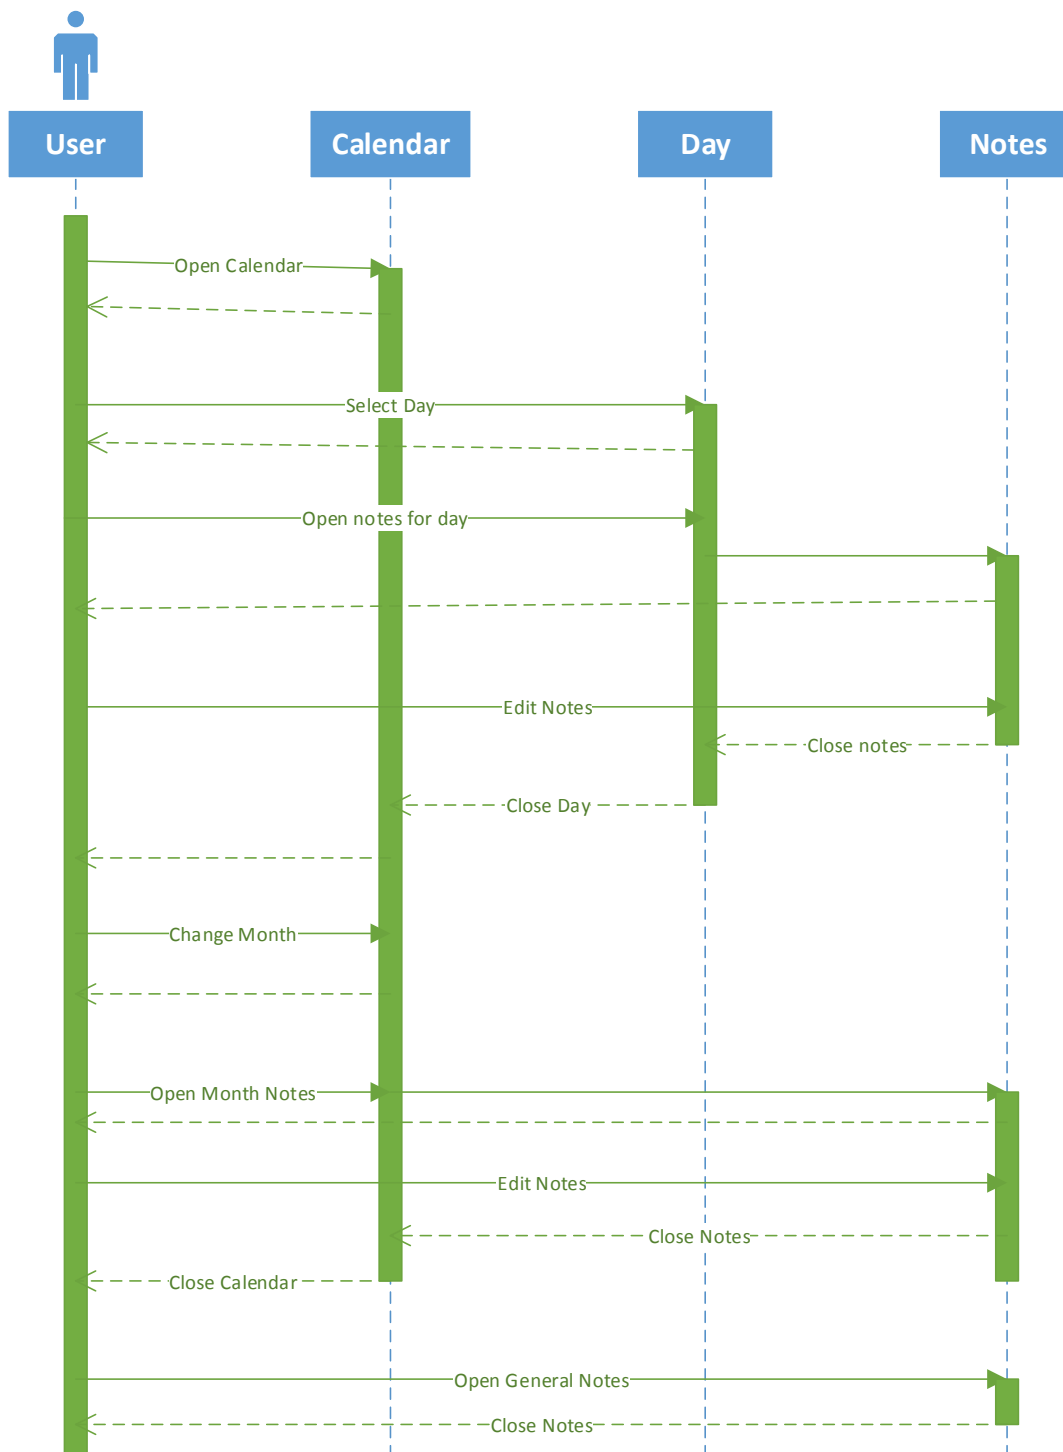 User
Calendar
Day
Notes
Open Calendar
Select Day
Open notes for day
Edit Notes
Close notes
Close Day
Change Month
Open Month Notes
Edit Notes
Close Notes
Close Calendar
Open General Notes
Close Notes